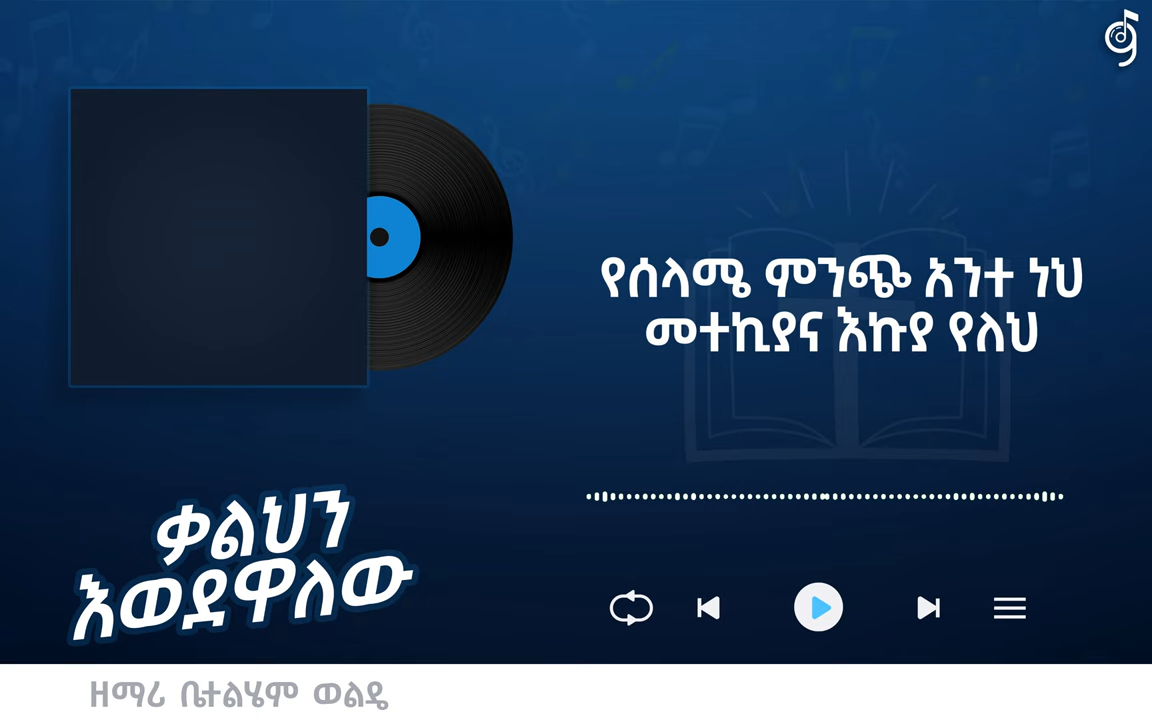 የሰላሜ ምንጭ አንተ ነህ
መተኪያና እኩያ የለህ
ቃልህን
እወደዋለው
ዘማሪ ቤተልሄም ወልዴ